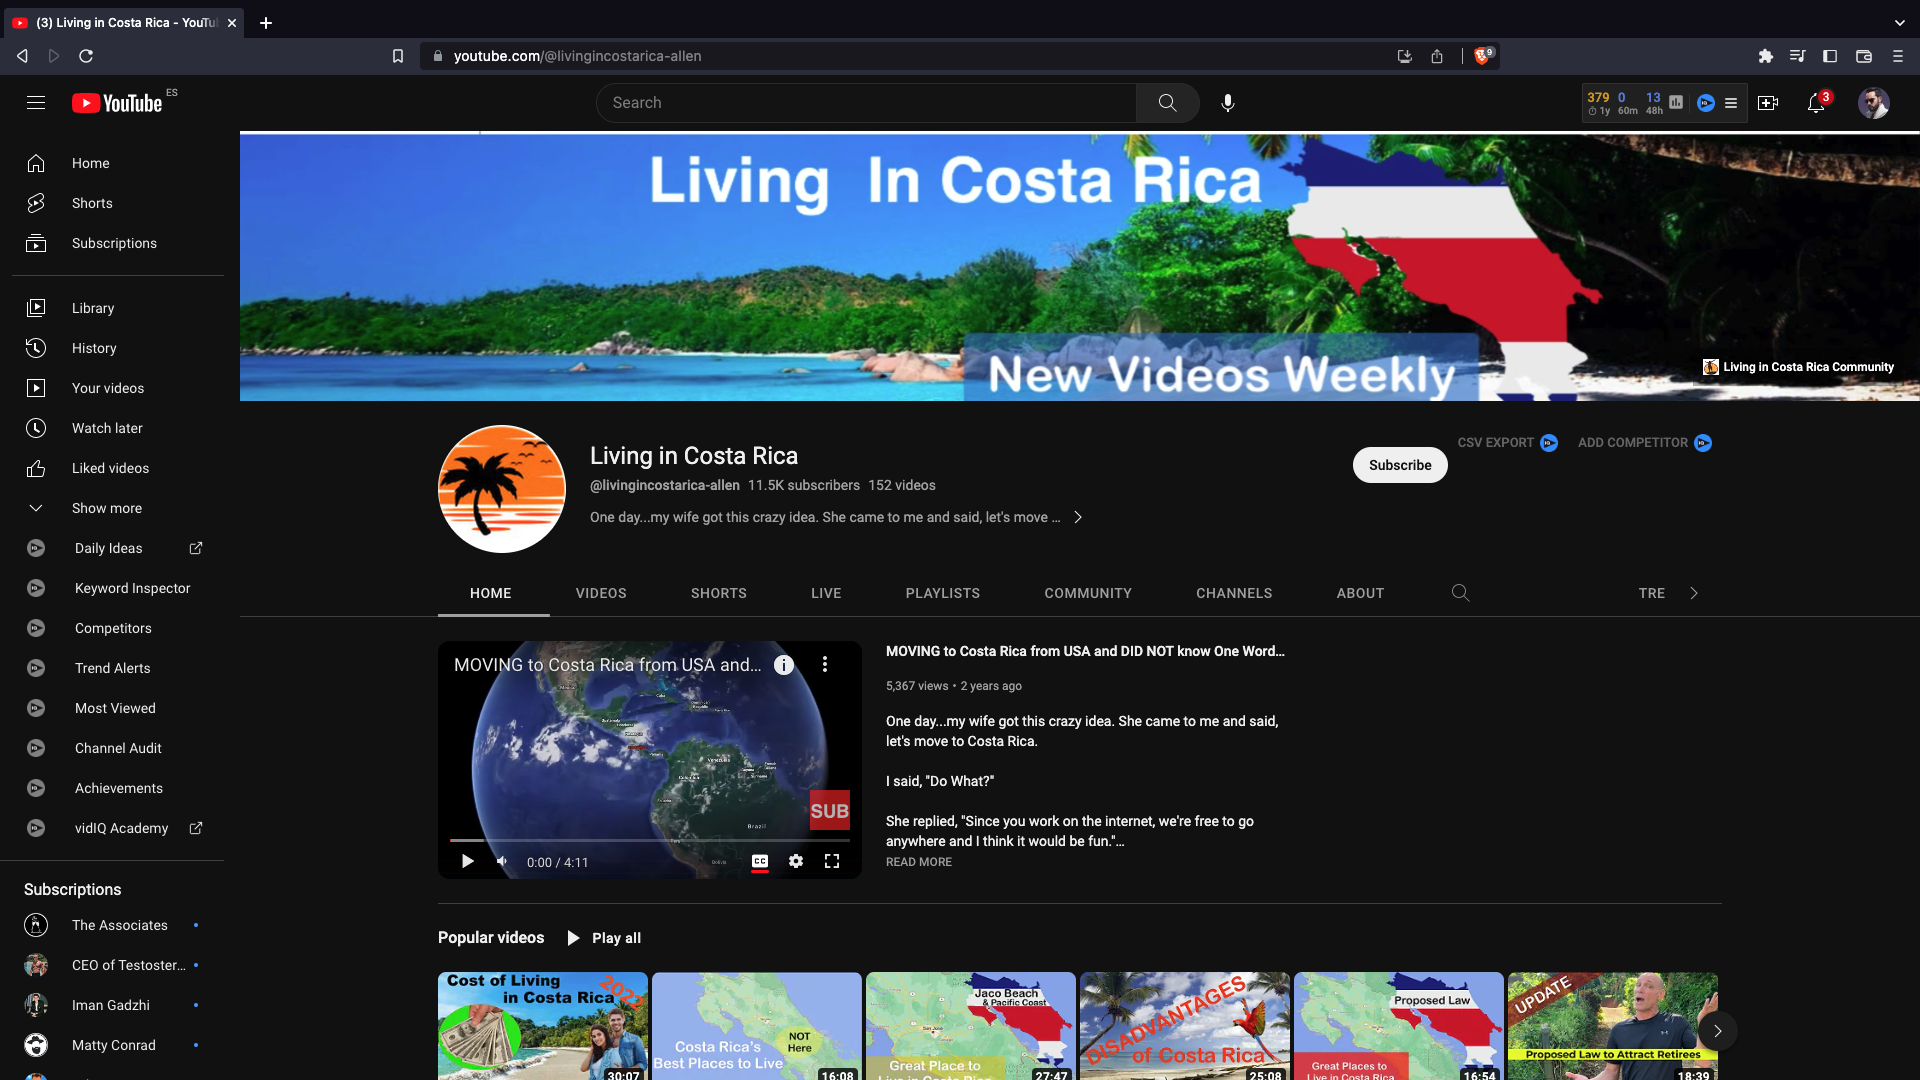 (3) Living in Costa Rica - YouTu
youtube.com/@livingincostarica-allen
9
YouTube ES
Search
379 0 13
1y 60m 48h
3
Home
Shorts
Subscriptions
Library
History
Your videos
Watch later
Liked videos
Show more
Daily Ideas
Keyword Inspector
Competitors
Trend Alerts
Most Viewed
Channel Audit
Achievements
vidIQ Academy
Subscriptions
The Associates
CEO of Testoster...
Iman Gadzhi
Matty Conrad
Living In Costa Rica
New Videos Weekly
Living in Costa Rica Community
Living in Costa Rica
@livingincostarica-allen 11.5K subscribers 152 videos
One day...my wife got this crazy idea. She came to me and said, let's move ...
Subscribe
CSV EXPORT
ADD COMPETITOR
HOME VIDEOS SHORTS LIVE PLAYLISTS COMMUNITY CHANNELS ABOUT TRE
MOVING to Costa Rica from USA and...
SUB
Brazil
0:00 / 4:11
CC
MOVING to Costa Rica from USA and DID NOT know One Word...
5,367 views • 2 years ago
One day...my wife got this crazy idea. She came to me and said,
let's move to Costa Rica.
I said, "Do What?"
She replied, "Since you work on the internet, we're free to go
anywhere and I think it would be fun."...
READ MORE
Popular videos
Play all
Cost of Living
in Costa Rica
2022
30:07
NOT
Here
Costa Rica's
Best Places to Live
16:08
Jaco Beach
& Pacific Coast
Great Place to
Live in Costa Rica
27:47
DISADVANTAGES
of Costa Rica
25:08
Proposed Law
Great Places to
Live in Costa Rica
16:54
UPDATE
Proposed Law to Attract Retirees
18:39